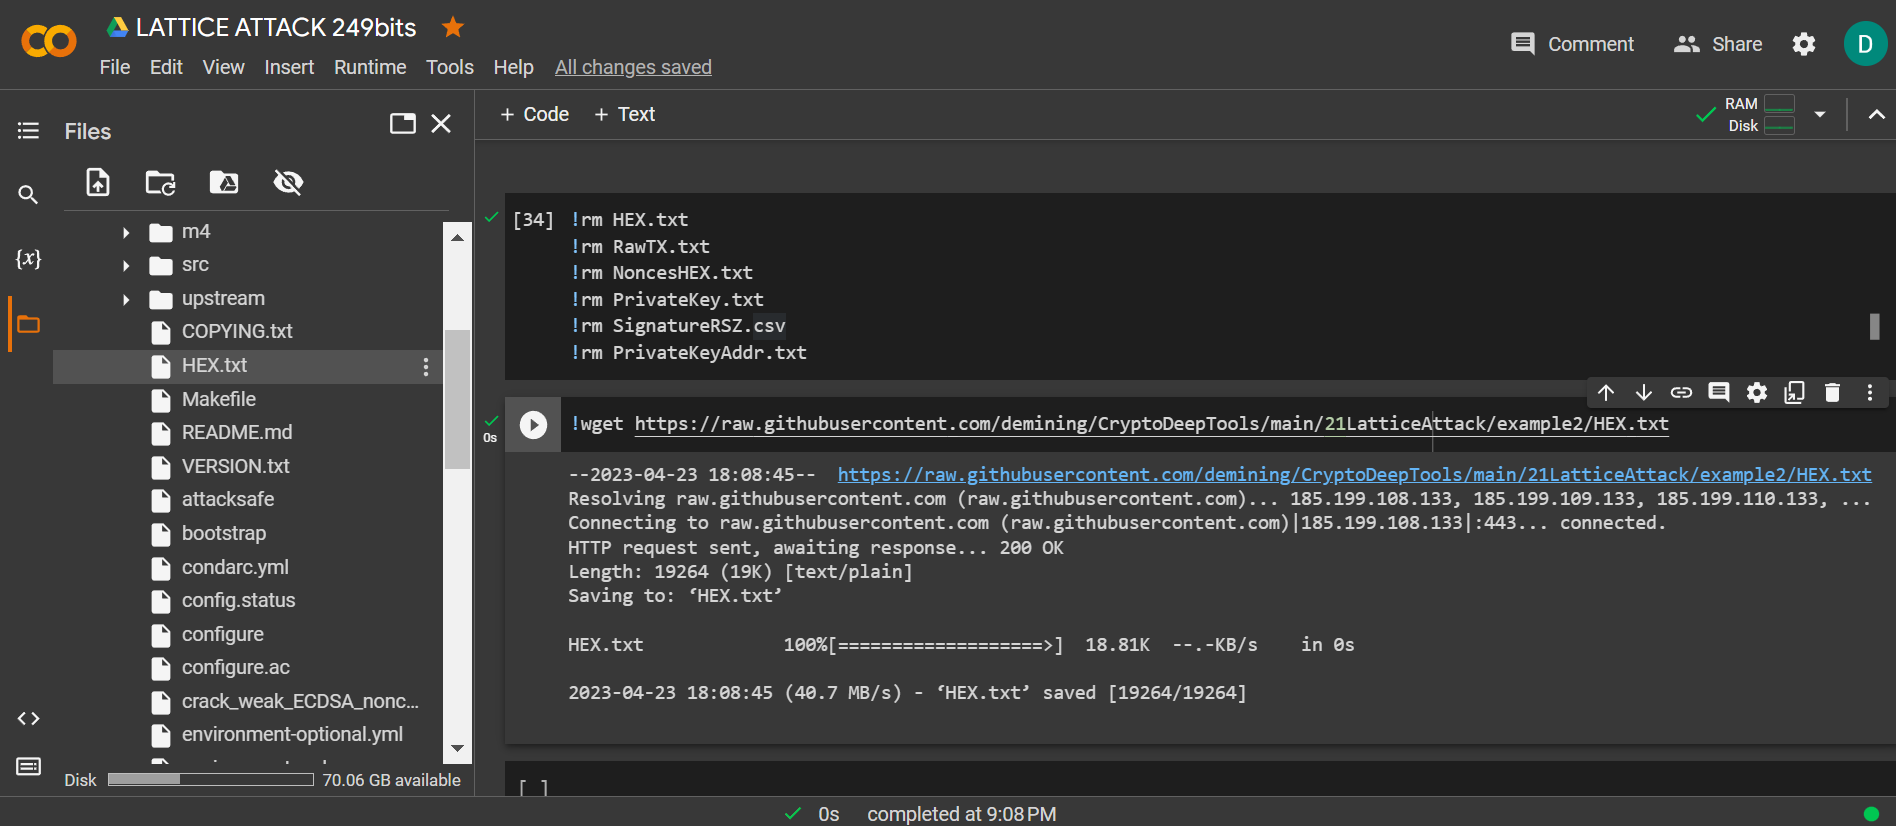 LATTICE ATTACK 249bits
File Edit View Insert Runtime Tools Help All changes saved
Comment Share D
Files
+ Code + Text
RAM
Disk
m4
src
upstream
COPYING.txt
HEX.txt
Makefile
README.md
VERSION.txt
attacksafe
bootstrap
condarc.yml
config.status
configure
configure.ac
crack_weak_ECDSA_nonc...
environment-optional.yml
Disk 70.06 GB available
{x}
[34] !rm HEX.txt
!rm RawTX.txt
!rm NoncesHEX.txt
!rm PrivateKey.txt
!rm SignatureRSZ.csv
!rm PrivateKeyAddr.txt
0s
!wget https://raw.githubusercontent.com/demining/CryptoDeepTools/main/21LatticeAttack/example2/HEX.txt
--2023-04-23 18:08:45-- https://raw.githubusercontent.com/demining/CryptoDeepTools/main/21LatticeAttack/example2/HEX.txt
Resolving raw.githubusercontent.com (raw.githubusercontent.com)... 185.199.108.133, 185.199.109.133, 185.199.110.133, ...
Connecting to raw.githubusercontent.com (raw.githubusercontent.com)|185.199.108.133|:443... connected.
HTTP request sent, awaiting response... 200 OK
Length: 19264 (19K) [text/plain]
Saving to: ‘HEX.txt’
HEX.txt 100%[===================>] 18.81K --.-KB/s in 0s
2023-04-23 18:08:45 (40.7 MB/s) - ‘HEX.txt’ saved [19264/19264]
[ ]
0s completed at 9:08 PM